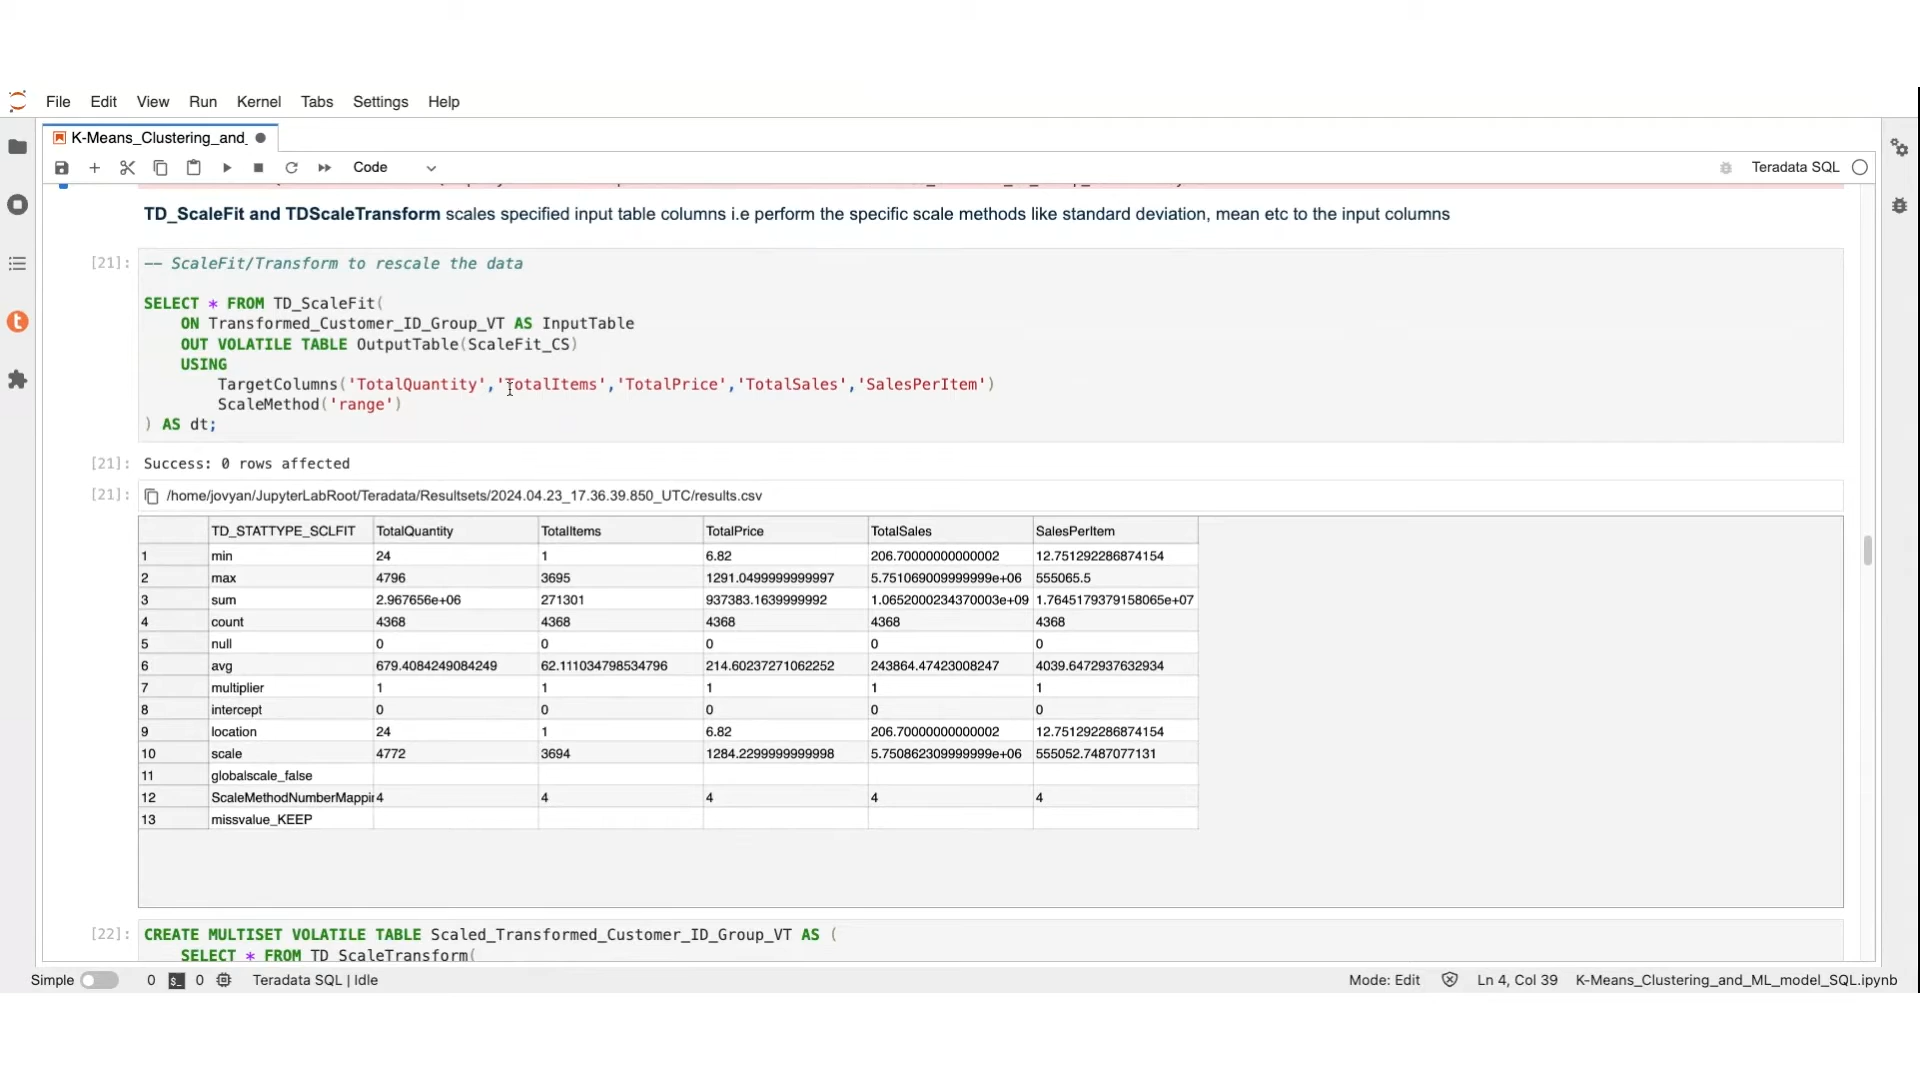 File Edit View Run Kernel Tabs Settings Help
K-Means_Clustering_and_
Code
Teradata SQL
TD_ScaleFit and TDScaleTransform scales specified input table columns i.e perform the specific scale methods like standard deviation, mean etc to the input columns
[21]: -- ScaleFit/Transform to rescale the data
SELECT * FROM TD_ScaleFit(
ON Transformed_Customer_ID_Group_VT AS InputTable
OUT VOLATILE TABLE OutputTable(ScaleFit_CS)
USING
TargetColumns('TotalQuantity','TotalItems','TotalPrice','TotalSales','SalesPerItem')
ScaleMethod('range')
) AS dt;
[21]: Success: 0 rows affected
[21]: /home/jovyan/JupyterLabRoot/Teradata/Resultsets/2024.04.23_17.36.39.850_UTC/results.csv
TD_STATTYPE_SCLFIT TotalQuantity TotalItems TotalPrice TotalSales SalesPerItem
1 min 24 1 6.82 206.70000000000002 12.751292286874154
2 max 4796 3695 1291.0499999999997 5.751069009999999e+06 555065.5
3 sum 2.967656e+06 271301 937383.1639999992 1.0652000234370003e+09 1.7645179379158065e+07
4 count 4368 4368 4368 4368 4368
5 null 0 0 0 0 0
6 avg 679.4084249084249 62.111034798534796 214.60237271062252 243864.47423008247 4039.6472937632934
7 multiplier 1 1 1 1 1
8 intercept 0 0 0 0 0
9 location 24 1 6.82 206.70000000000002 12.751292286874154
10 scale 4772 3694 1284.2299999999998 5.750862309999999e+06 555052.7487077131
11 globalscale_false
12 ScaleMethodNumberMappin 4 4 4 4 4
13 missvalue_KEEP
[22]: CREATE MULTISET VOLATILE TABLE Scaled_Transformed_Customer_ID_Group_VT AS (
SELECT * FROM TD_ScaleTransform(
Simple 0 0 Teradata SQL | Idle Mode: Edit Ln 4, Col 39 K-Means_Clustering_and_ML_model_SQL.ipynb